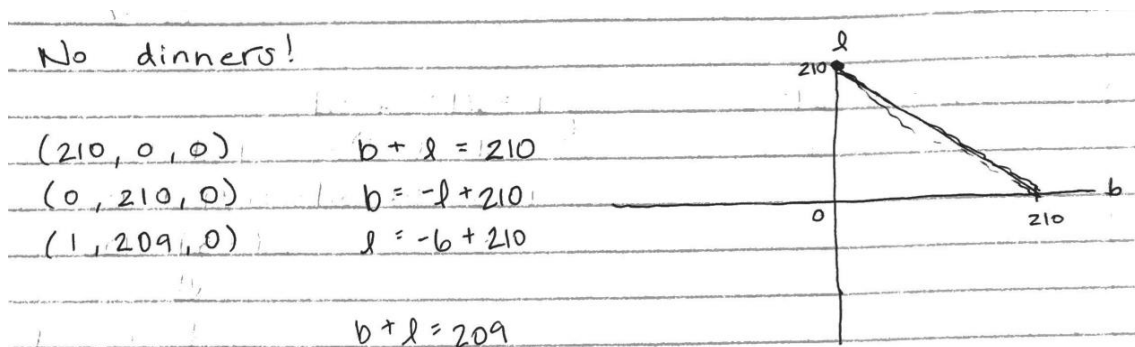 No dinners!
(210, 0, 0)
(0, 210, 0)
(1, 209, 0)
b + l = 210
b = -l + 210
l = -b + 210
b + l = 209
l
210
0
b
210